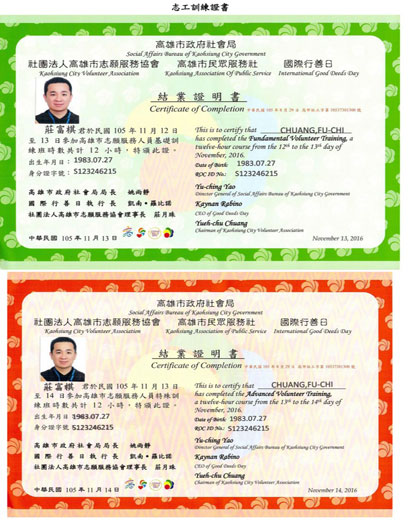 志工訓練證書
高雄市政府社會局
Social Affairs Bureau of Kaohsiung City Government
社團法人高雄市志願服務協會 高雄市民眾服務社 國際行善日
Kaohsiung City Volunteer Association Kaohsiung Association Of Public Service International Good Deeds Day
結業證明書
Certificate of Completion
莊富棋 君於民國 105 年 11 月 12 日
至 13 日參加高雄市志願服務人員基礎訓
練班時數共計 12 小時，特頒此證。
出生年月日：1983.07.27
身分證字號：S123246215
高雄市政府社會局局長 姚雨靜
國際行善日執行長 凱南•羅比諾
社團法人高雄市志願服務協會理事長 莊月珠
中華民國 105 年 11 月 13 日
This is to certify that CHUANG,FU-CHI
has completed the Fundamental Volunteer Training, a
twelve-hour course from the 12th to the 13th day of
November, 2016.
Date of Birth: 1983.07.27
ROC ID No.: S123246215
Yu-ching Yao
Director General of Social Affairs Bureau of Kaohsiung City Government
Kaynan Rabino
CEO of Good Deeds Day
Yueh-chu Chuang
Chairman of Kaohsiung City Volunteer Association
November 13, 2016
高雄市政府社會局
Social Affairs Bureau of Kaohsiung City Government
社團法人高雄市志願服務協會 高雄市民眾服務社 國際行善日
Kaohsiung City Volunteer Association Kaohsiung Association Of Public Service International Good Deeds Day
結業證明書
Certificate of Completion
莊富棋 君於民國 105 年 11 月 13 日
至 14 日參加高雄市志願服務人員特殊訓
練班時數共計 12 小時，特頒此證。
出生年月日：1983.07.27
身分證字號：S123246215
高雄市政府社會局局長 姚雨靜
國際行善日執行長 凱南•羅比諾
社團法人高雄市志願服務協會理事長 莊月珠
中華民國 105 年 11 月 14 日
This is to certify that CHUANG,FU-CHI
has completed the Advanced Volunteer Training,
a twelve-hour course from the 13th to the 14th day of
November, 2016.
Date of Birth: 1983.07.27
ROC ID No.: S123246215
Yu-ching Yao
Director General of Social Affairs Bureau of Kaohsiung City Government
Kaynan Rabino
CEO of Good Deeds Day
Yueh-chu Chuang
Chairman of Kaohsiung City Volunteer Association
November 14, 2016